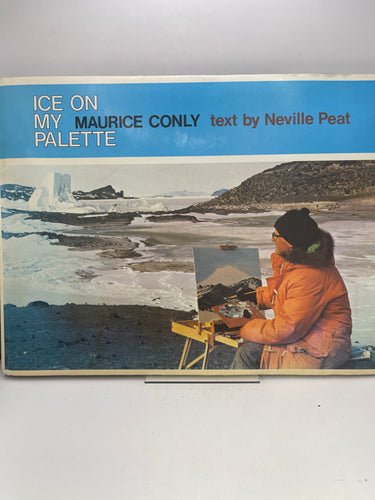 ICE ON
MY MAURICE CONLY text by Neville Peat
PALETTE